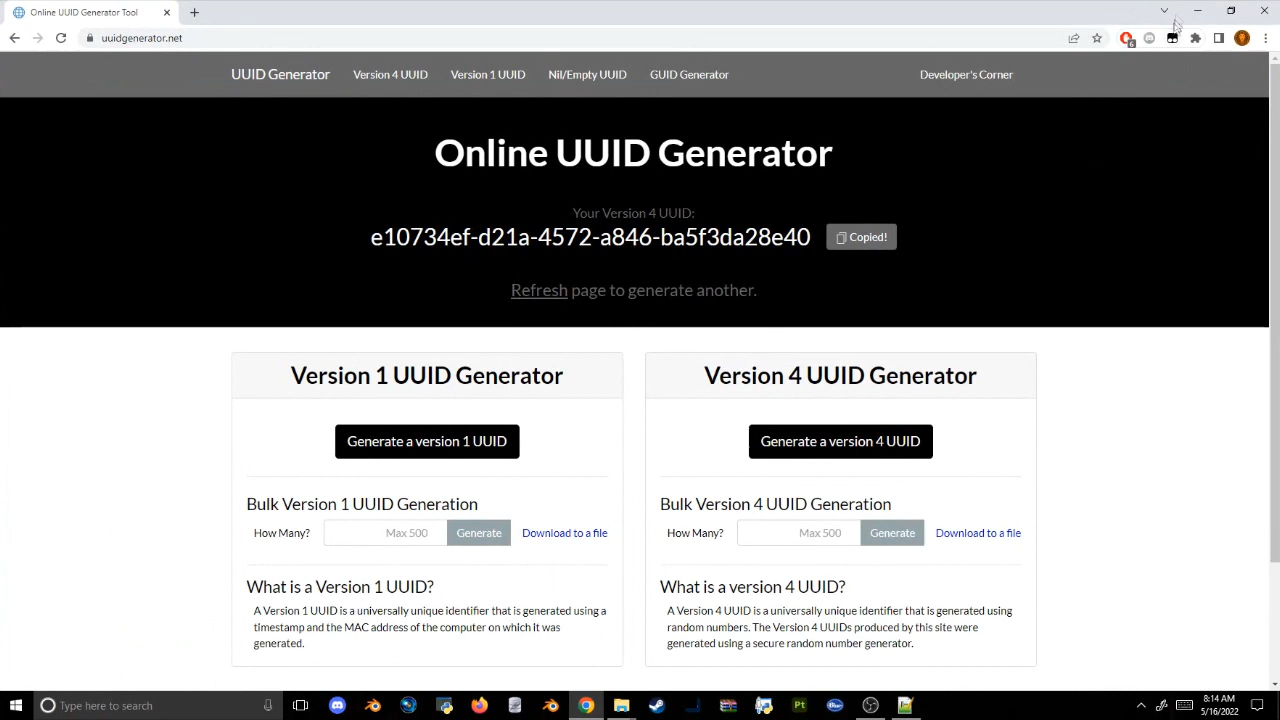 Online UUID Generator Tool
uuidgenerator.net
6
UUID Generator
Version 4 UUID
Version 1 UUID
Nil/Empty UUID
GUID Generator
Developer's Corner
Online UUID Generator
Your Version 4 UUID:
e10734ef-d21a-4572-a846-ba5f3da28e40
Copied!
Refresh page to generate another.
Version 1 UUID Generator
Generate a version 1 UUID
Bulk Version 1 UUID Generation
How Many?
Max 500
Generate
Download to a file
What is a Version 1 UUID?
A Version 1 UUID is a universally unique identifier that is generated using a
timestamp and the MAC address of the computer on which it was
generated.
Version 4 UUID Generator
Generate a version 4 UUID
Bulk Version 4 UUID Generation
How Many?
Max 500
Generate
Download to a file
What is a version 4 UUID?
A Version 4 UUID is a universally unique identifier that is generated using
random numbers. The Version 4 UUIDs produced by this site were
generated using a secure random number generator.
Type here to search
Pt
8:14 AM
5/16/2022